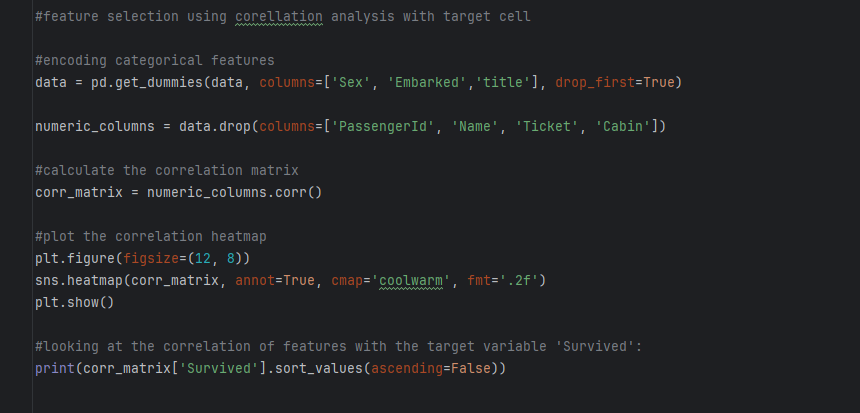 #feature selection using corellation analysis with target cell
#encoding categorical features
data = pd.get_dummies(data, columns=['Sex', 'Embarked','title'], drop_first=True)
numeric_columns = data.drop(columns=['PassengerId', 'Name', 'Ticket', 'Cabin'])
#calculate the correlation matrix
corr_matrix = numeric_columns.corr()
#plot the correlation heatmap
plt.figure(figsize=(12, 8))
sns.heatmap(corr_matrix, annot=True, cmap='coolwarm', fmt='.2f')
plt.show()
#looking at the correlation of features with the target variable 'Survived':
print(corr_matrix['Survived'].sort_values(ascending=False))